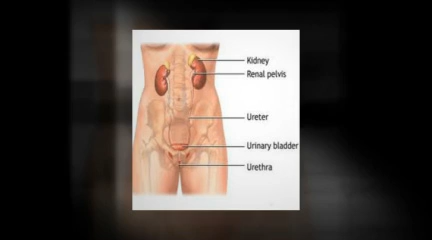 Kidney
Renal pelvis
Ureter
Urinary bladder
Urethra